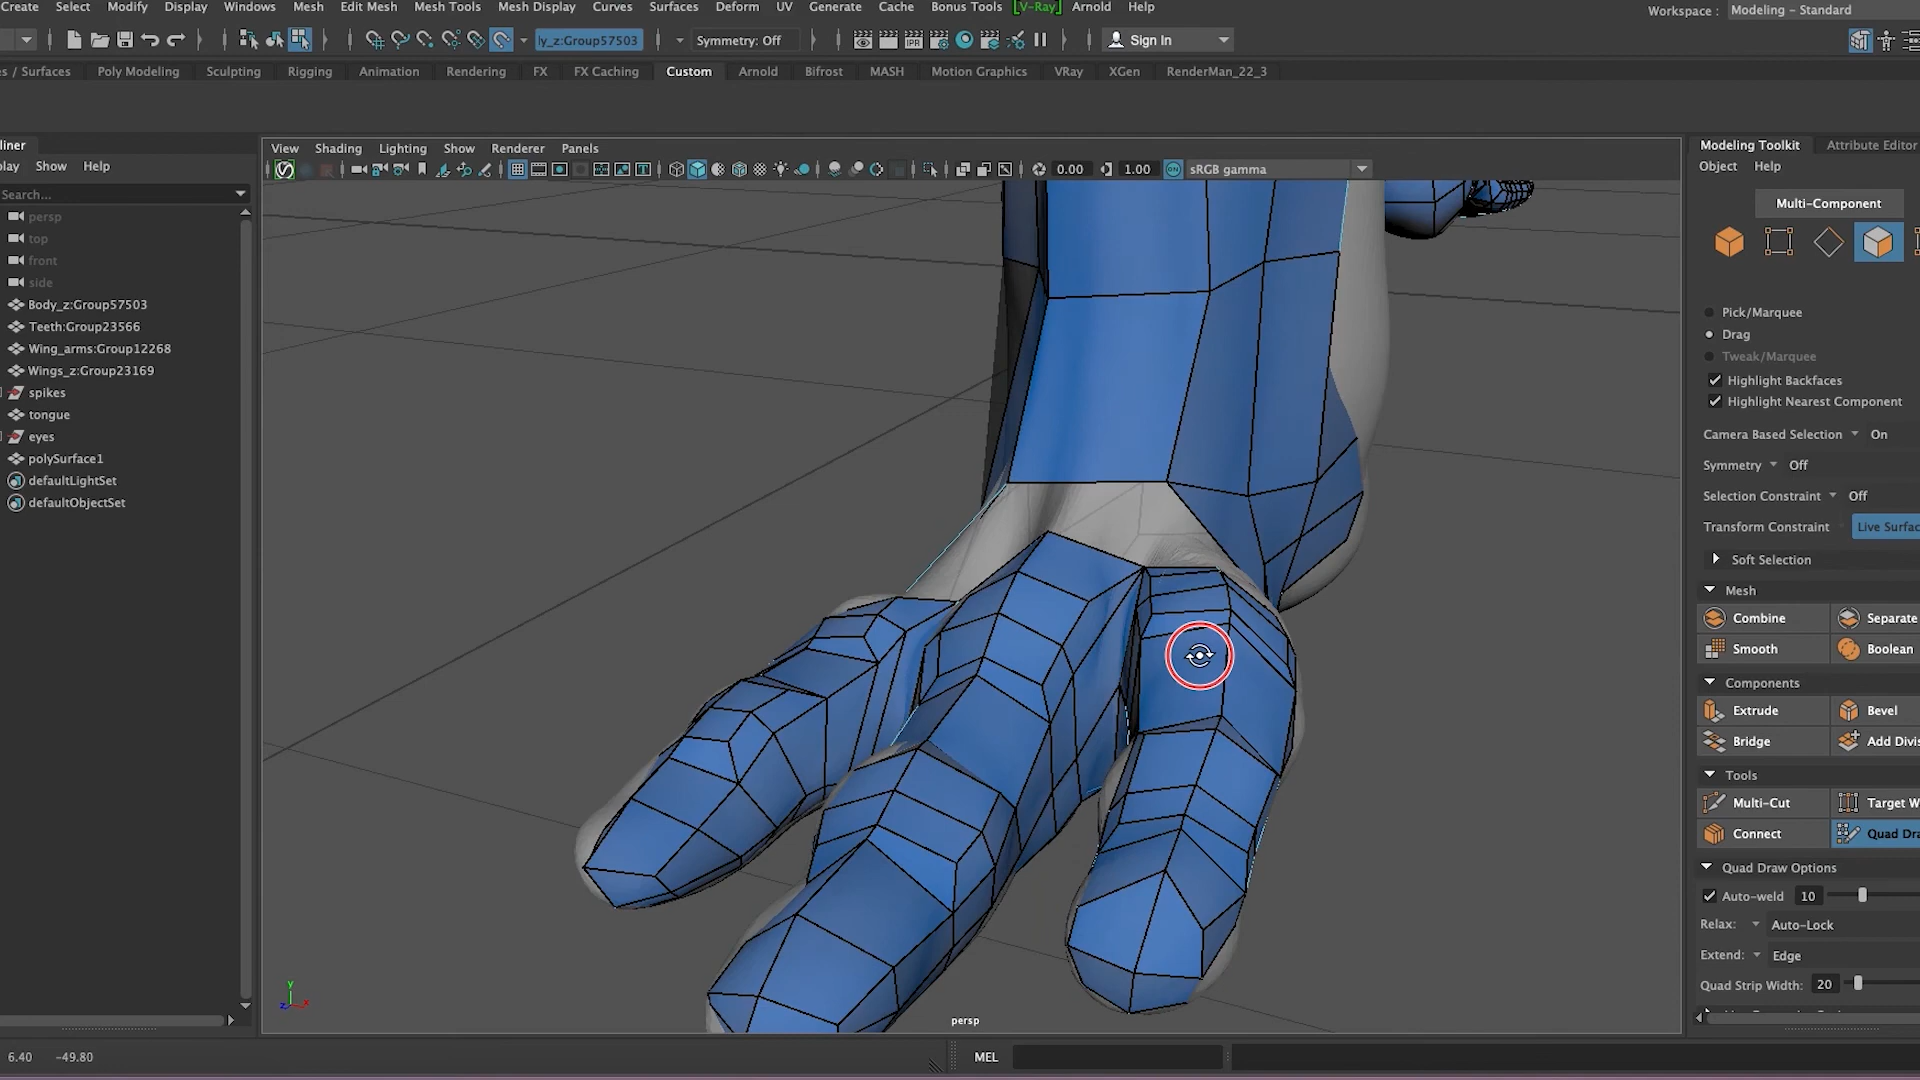 Create Select Modify Display Windows Mesh Edit Mesh Mesh Tools Mesh Display Curves Surfaces Deform UV Generate Cache Bonus Tools [V-Ray] Arnold Help
Workspace : Modeling - Standard
ly_z:Group57503 Symmetry: Off IPR Sign In
s / Surfaces Poly Modeling Sculpting Rigging Animation Rendering FX FX Caching Custom Arnold Bifrost MASH Motion Graphics VRay XGen RenderMan_22_3
liner
play Show Help
Search...
persp
top
front
side
Body_z:Group57503
Teeth:Group23566
Wing_arms:Group12268
Wings_z:Group23169
spikes
tongue
eyes
polySurface1
defaultLightSet
defaultObjectSet
View Shading Lighting Show Renderer Panels
0.00 1.00 ON sRGB gamma
y
z x
persp
Modeling Toolkit Attribute Editor
Object Help
Multi-Component
Pick/Marquee
Drag
Tweak/Marquee
Highlight Backfaces
Highlight Nearest Component
Camera Based Selection On
Symmetry Off
Selection Constraint Off
Transform Constraint Live Surfac
Soft Selection
Mesh
Combine Separate
Smooth Boolean
Components
Extrude Bevel
Bridge Add Divis
Tools
Multi-Cut Target W
Connect Quad Dra
Quad Draw Options
Auto-weld 10
Relax: Auto-Lock
Extend: Edge
Quad Strip Width: 20
6.40 -49.80 MEL